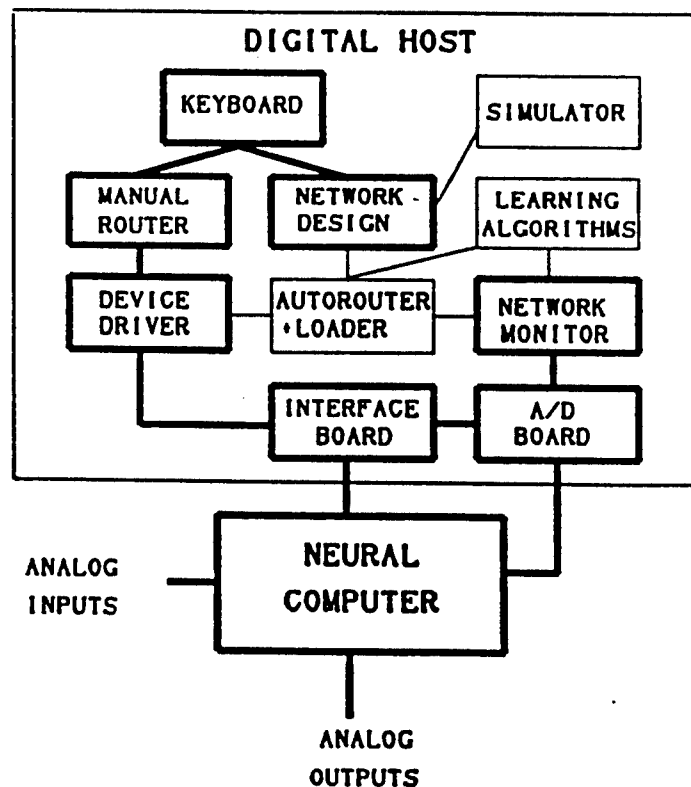 DIGITAL HOST
KEYBOARD
SIMULATOR
MANUAL
ROUTER
NETWORK
DESIGN
LEARNING
ALGORITHMS
DEVICE
DRIVER
AUTOROUTER
+LOADER
NETWORK
MONITOR
INTERFACE
BOARD
A/D
BOARD
NEURAL
COMPUTER
ANALOG
INPUTS
ANALOG
OUTPUTS